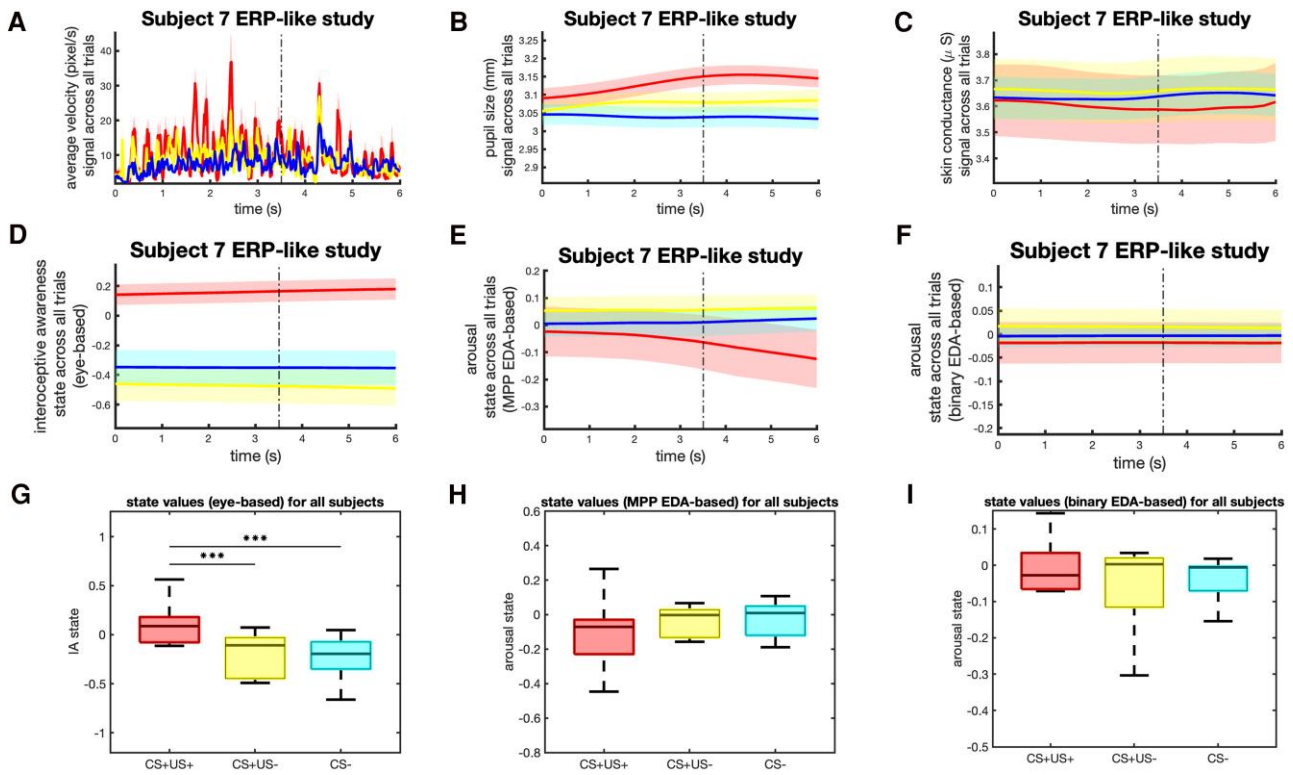 A
Subject 7 ERP-like study
average velocity (pixel/s)
signal across all trials
40
30
20
10
0
1
2
3
4
5
6
time (s)
B
Subject 7 ERP-like study
pupil size (mm)
signal across all trials
3.25
3.2
3.15
3.1
3.05
3
2.95
2.9
0
1
2
3
4
5
6
time (s)
C
Subject 7 ERP-like study
skin conductance (μ S)
signal across all trials
3.8
3.7
3.6
3.5
3.4
0
1
2
3
4
5
6
time (s)
D
Subject 7 ERP-like study
interoceptive awareness
state across all trials
(eye-based)
0.2
0
-0.2
-0.4
-0.6
0
1
2
3
4
5
6
time (s)
E
Subject 7 ERP-like study
arousal
state across all trials
(MPP EDA-based)
0.2
0.1
0
-0.1
-0.2
-0.3
0
1
2
3
4
5
6
time (s)
F
Subject 7 ERP-like study
arousal
state across all trials
(binary EDA-based)
0.1
0.05
0
-0.05
-0.1
-0.15
-0.2
0
1
2
3
4
5
6
time (s)
G
state values (eye-based) for all subjects
IA state
1
0.5
0
-0.5
-1
***
***
CS+US+
CS+US-
CS-
H
state values (MPP EDA-based) for all subjects
arousal state
0.6
0.4
0.2
0
-0.2
-0.4
-0.6
-0.8
CS+US+
CS+US-
CS-
I
state values (binary EDA-based) for all subjects
arousal state
0.1
0
-0.1
-0.2
-0.3
-0.4
-0.5
CS+US+
CS+US-
CS-